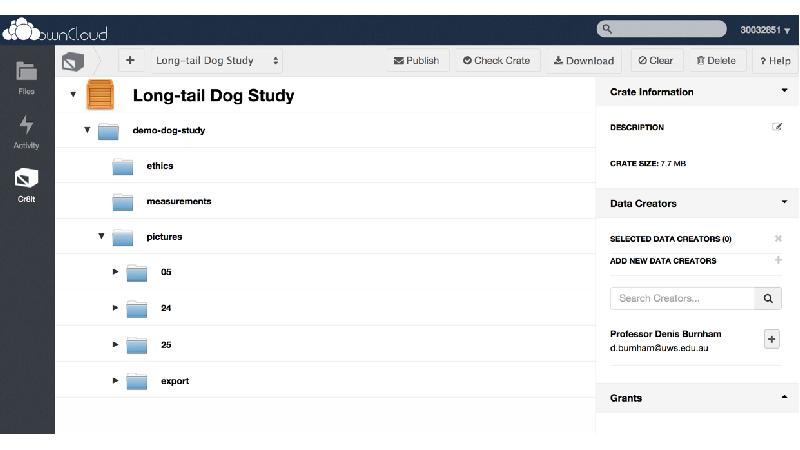 ownCloud
30032651
+
Long-tail Dog Study
Publish
Check Crate
Download
Clear
Delete
? Help
Files
Activity
Cr8it
Long-tail Dog Study
demo-dog-study
ethics
measurements
pictures
05
24
25
export
Crate Information
DESCRIPTION
CRATE SIZE: 7.7 MB
Data Creators
SELECTED DATA CREATORS (0)
ADD NEW DATA CREATORS
Search Creators...
Professor Denis Burnham
d.burnham@uws.edu.au
Grants